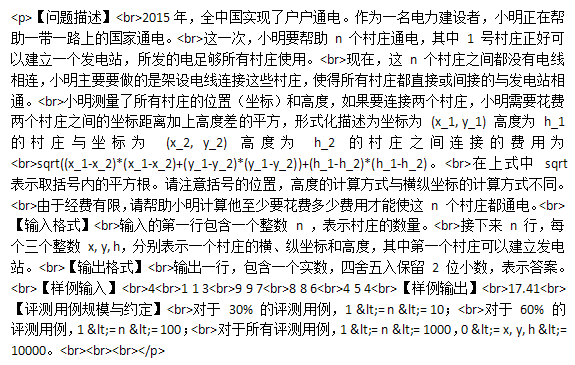 <p>【问题描述】<br>2015 年，全中国实现了户户通电。作为一名电力建设者，小明正在帮
助一带一路上的国家通电。<br>这一次，小明要帮助 n 个村庄通电，其中 1 号村庄正好可
以建立一个发电站，所发的电足够所有村庄使用。<br>现在，这 n 个村庄之间都没有电线
相连，小明主要要做的是架设电线连接这些村庄，使得所有村庄都直接或间接的与发电站相
通。<br>小明测量了所有村庄的位置（坐标）和高度，如果要连接两个村庄，小明需要花费
两个村庄之间的坐标距离加上高度差的平方，形式化描述为坐标为 (x_1, y_1) 高度为 h_1
的村庄与坐标为 (x_2, y_2) 高度为 h_2 的村庄之间连接的费用为
<br>sqrt((x_1-x_2)*(x_1-x_2)+(y_1-y_2)*(y_1-y_2))+(h_1-h_2)*(h_1-h_2)。<br>在上式中 sqrt
表示取括号内的平方根。请注意括号的位置，高度的计算方式与横纵坐标的计算方式不同。
<br>由于经费有限，请帮助小明计算他至少要花费多少费用才能使这 n 个村庄都通电。<br>
【输入格式】<br>输入的第一行包含一个整数 n ，表示村庄的数量。<br>接下来 n 行，每
个三个整数 x, y, h，分别表示一个村庄的横、纵坐标和高度，其中第一个村庄可以建立发电
站。<br>【输出格式】<br>输出一行，包含一个实数，四舍五入保留 2 位小数，表示答案。
<br>【样例输入】<br>4<br>1 1 3<br>9 9 7<br>8 8 6<br>4 5 4<br>【样例输出】<br>17.41<br>
【评测用例规模与约定】<br>对于 30% 的评测用例，1 &lt;= n &lt;= 10；<br>对于 60% 的
评测用例，1 &lt;= n &lt;= 100；<br>对于所有评测用例，1 &lt;= n &lt;= 1000，0 &lt;= x, y, h &lt;=
10000。<br><br><br></p>